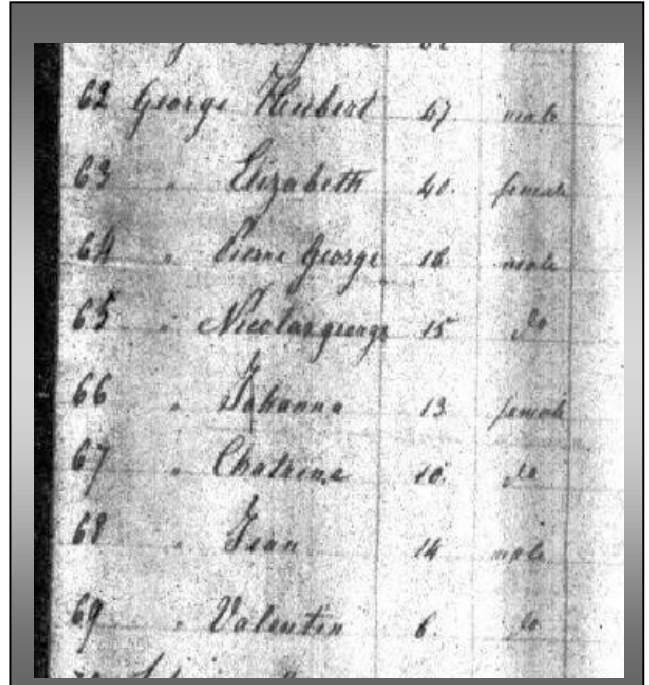 62 George Hubert 47. male
63 " Elizabeth 40. female
64 " Pierre George 18 male
65 " Nicolas george 15 do
66 " Johanna 13 female
67 " Chatrina 10. do
68 " Jean 14 male
69 " Valentin 6. do